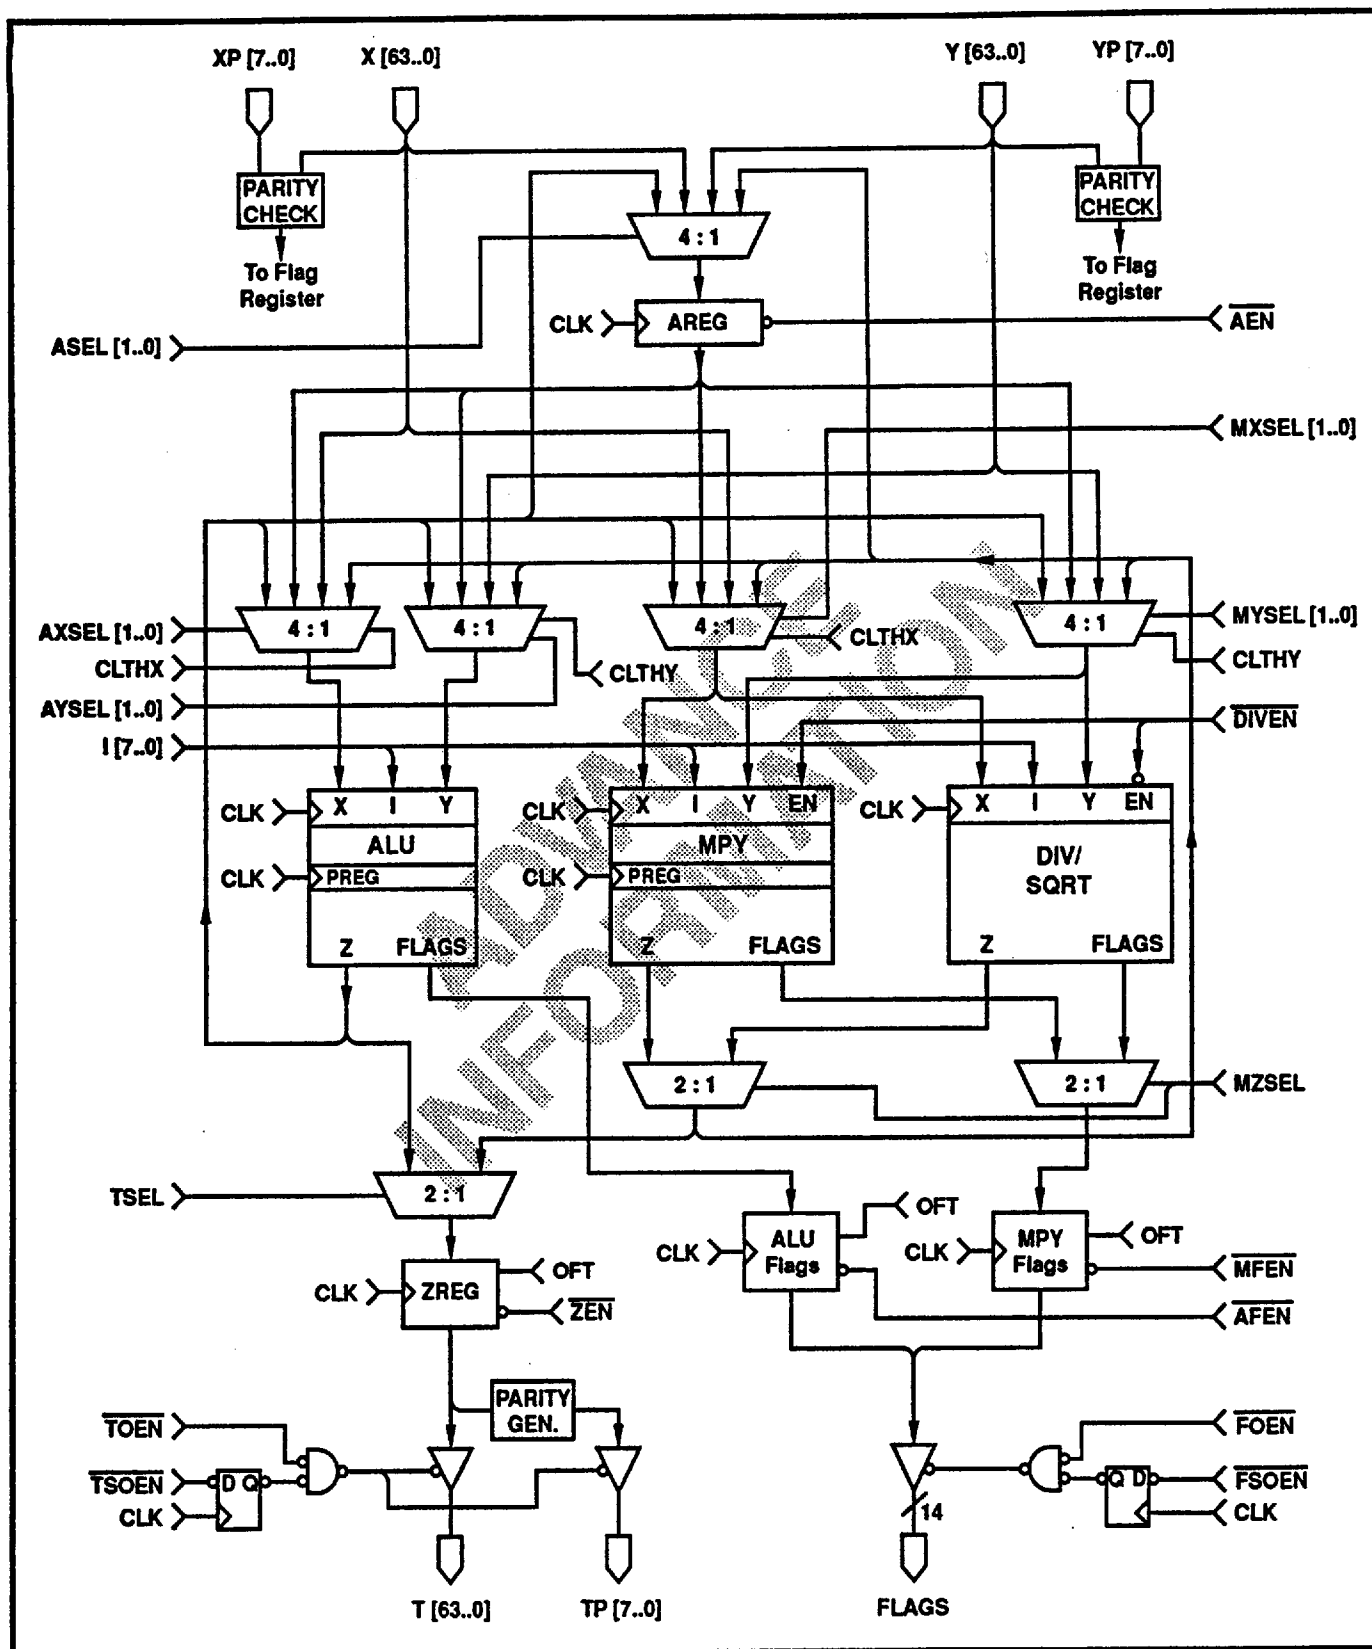 XP [7..0]
X [63..0]
Y [63..0]
YP [7..0]
PARITY
CHECK
PARITY
CHECK
4 : 1
To Flag
Register
To Flag
Register
CLK
AREG
AEN
ASEL [1..0]
MXSEL [1..0]
AXSEL [1..0]
4 : 1
4 : 1
4 : 1
4 : 1
MYSEL [1..0]
CLTHX
CLTHY
CLTHX
CLTHY
AYSEL [1..0]
DIVEN
I [7..0]
CLK
X I Y
CLK
X I Y EN
CLK
X I Y EN
ALU
MPY
DIV/
SQRT
CLK
PREG
CLK
PREG
Z FLAGS
Z FLAGS
Z FLAGS
ADVANCE
INFORMATION
2 : 1
2 : 1
MZSEL
TSEL
2 : 1
CLK
ZREG
OFT
ZEN
CLK
ALU
Flags
OFT
CLK
MPY
Flags
OFT
MFEN
AFEN
PARITY
GEN.
TOEN
TSOEN
D Q
CLK
FOEN
Q D
FSOEN
CLK
14
T [63..0]
TP [7..0]
FLAGS